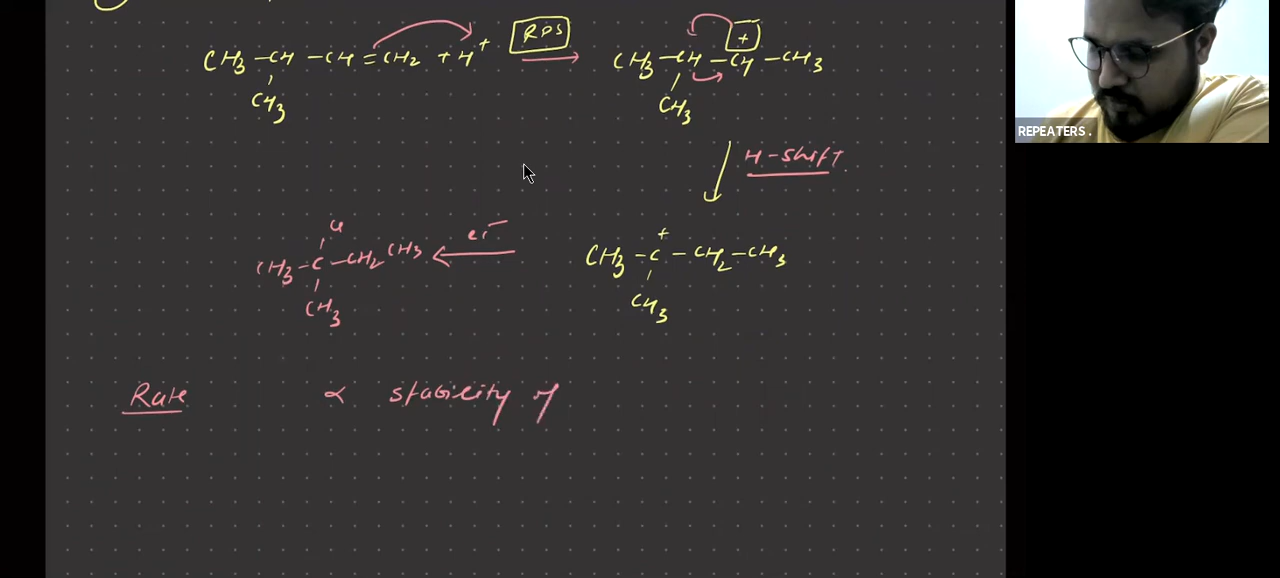 CH3 - CH - CH = CH2 + H+ RDS CH3 - CH - CH - CH3
+
CH3 CH3
REPEATERS .
H-shift
Cl
CH3 - C - CH2 CH3 Cl- CH3 - C - CH2 - CH3
+
CH3 CH3
Rate ∝ stability of